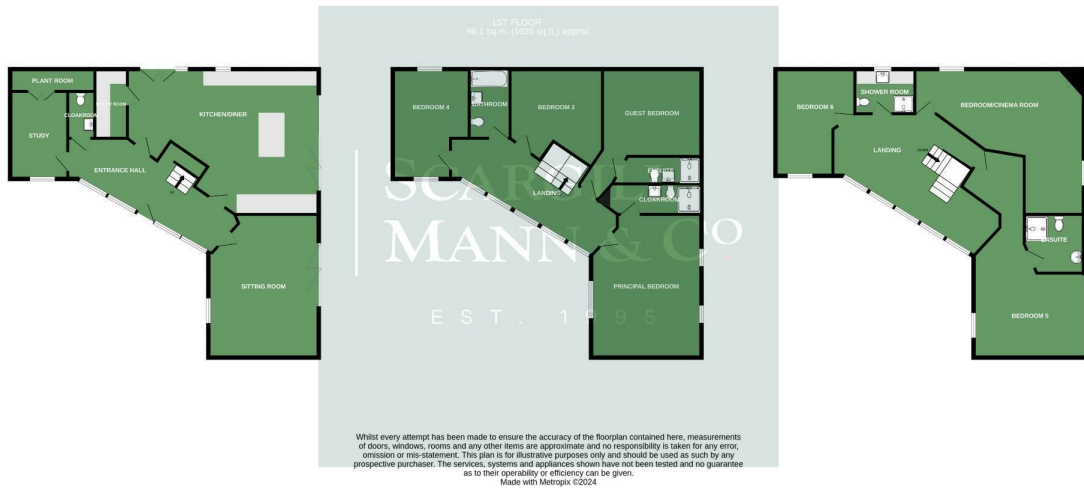 1ST FLOOR
96.1 sq.m. (1035 sq.ft.) approx.
PLANT ROOM
UTILITY ROOM
CLOAKROOM
STUDY
KITCHEN/DINER
ENTRANCE HALL
UP
SITTING ROOM
BEDROOM 4
BATHROOM
BEDROOM 3
GUEST BEDROOM
ENSUITE
LANDING
CLOAKROOM
PRINCIPAL BEDROOM
BEDROOM 6
SHOWER ROOM
BEDROOM/CINEMA ROOM
LANDING
DOWN
ENSUITE
BEDROOM 5
SCARGILL
MANN & Co
EST. 1995
Whilst every attempt has been made to ensure the accuracy of the floorplan contained here, measurements
of doors, windows, rooms and any other items are approximate and no responsibility is taken for any error,
omission or mis-statement. This plan is for illustrative purposes only and should be used as such by any
prospective purchaser. The services, systems and appliances shown have not been tested and no guarantee
as to their operability or efficiency can be given.
Made with Metropix ©2024